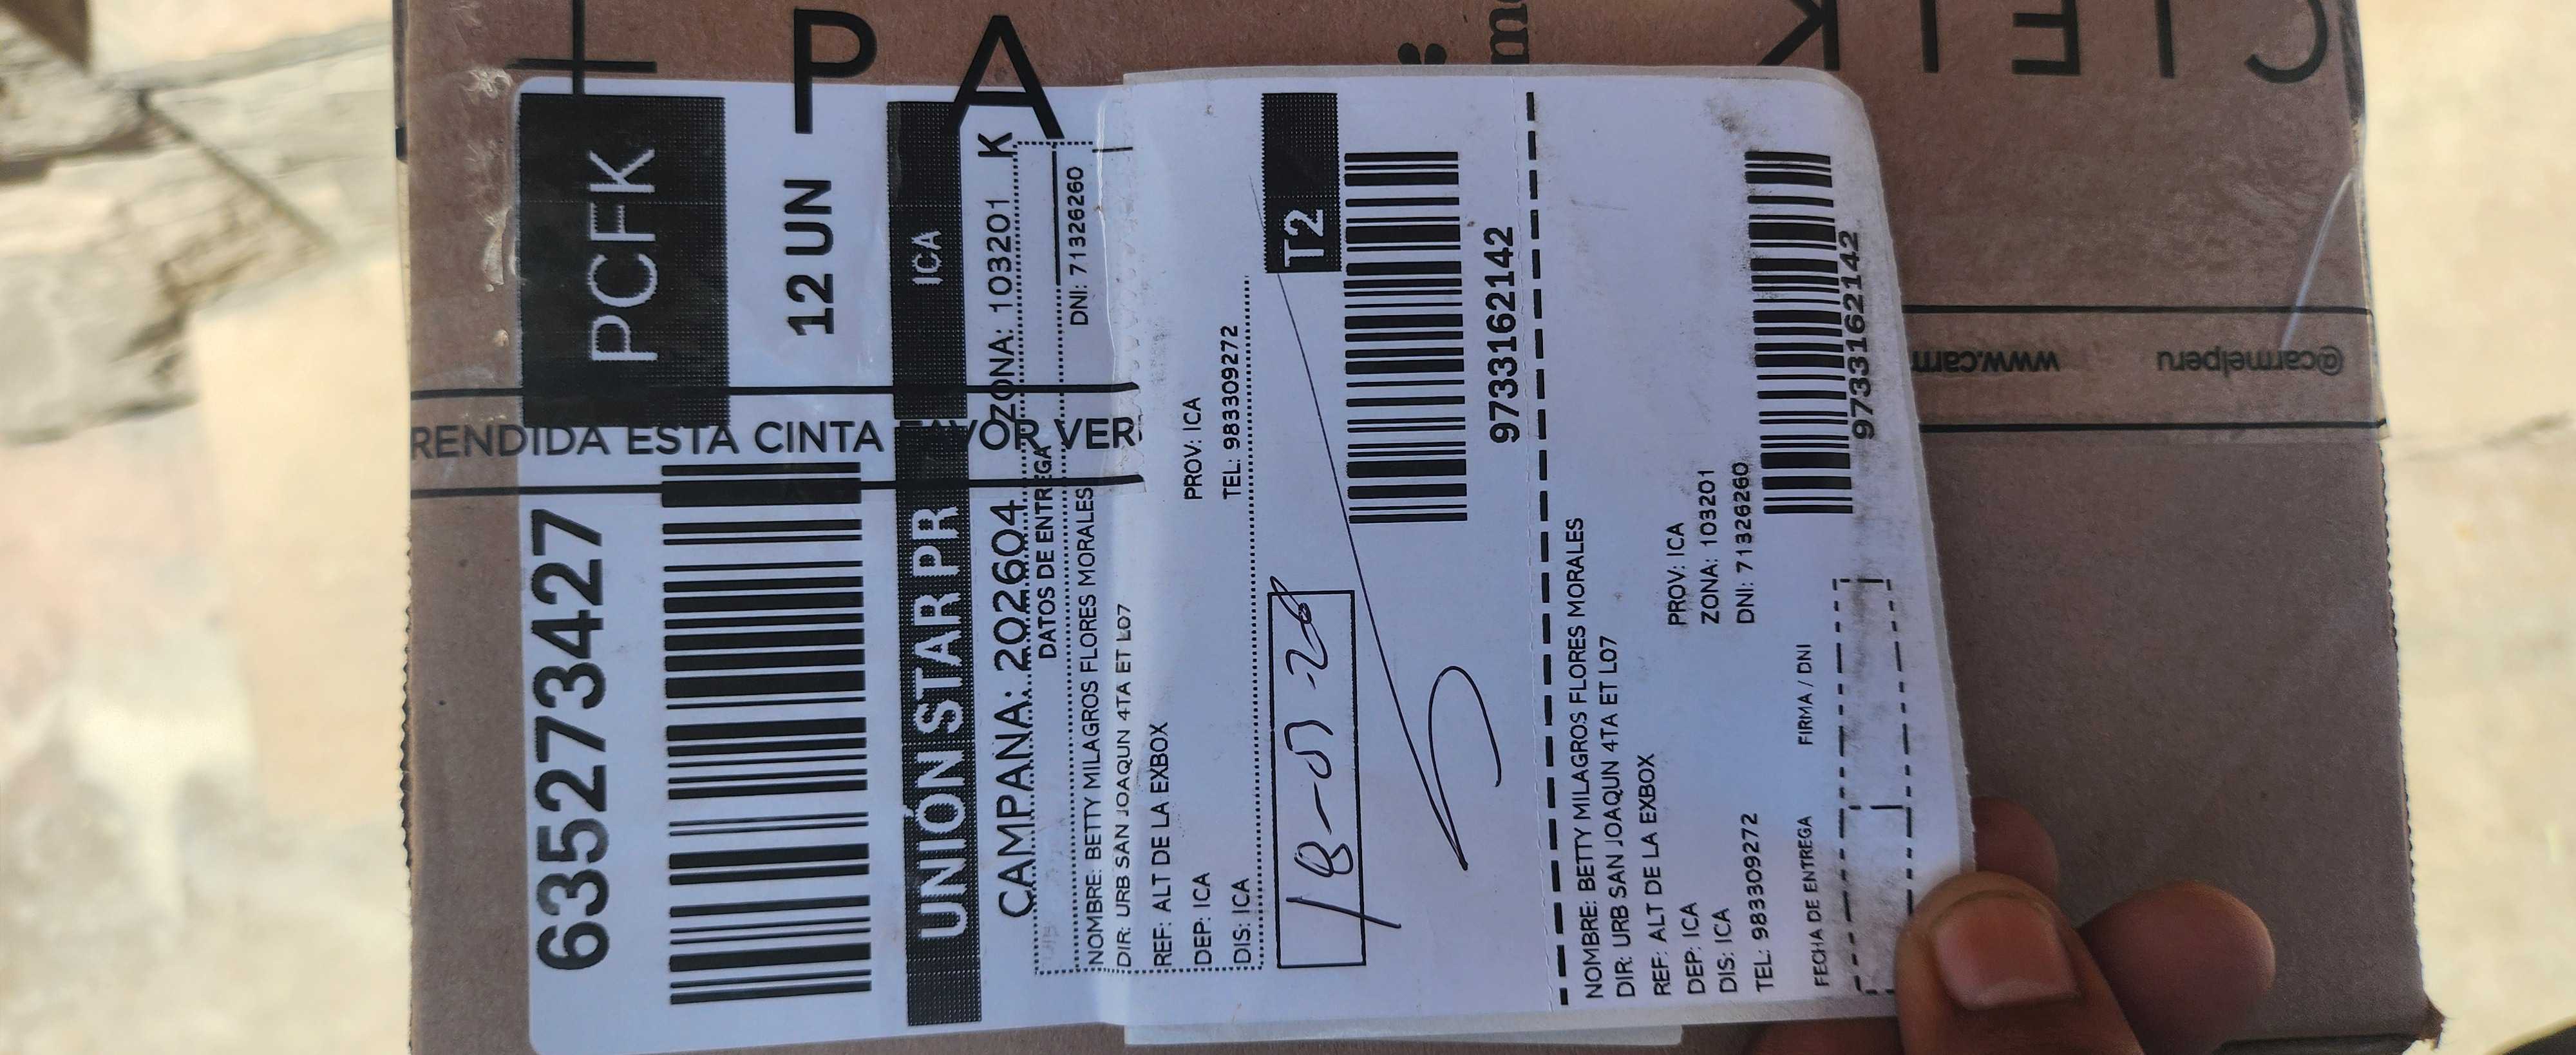 PCFK
635273427
12 UN
UNIÓN STAR PR
ICA
CAMPANA: 202604
ZONA: 103201
K
DATOS DE ENTREGA
NOMBRE: BETTY MILAGROS FLORES MORALES
DNI: 71326260
DIR: URB SAN JOAQUN 4TA ET L07
REF: ALT DE LA EXBOX
DEP: ICA
PROV: ICA
DIS: ICA
TEL: 983309272
T2
9733162142
NOMBRE: BETTY MILAGROS FLORES MORALES
DIR: URB SAN JOAQUN 4TA ET L07
REF: ALT DE LA EXBOX
DEP: ICA
PROV: ICA
DIS: ICA
ZONA: 103201
TEL: 983309272
DNI: 71326260
9733162142
FECHA DE ENTREGA
FIRMA / DNI
RENDIDA ESTA CINTA
VOR VER
PA
@carmelperu
www.carm